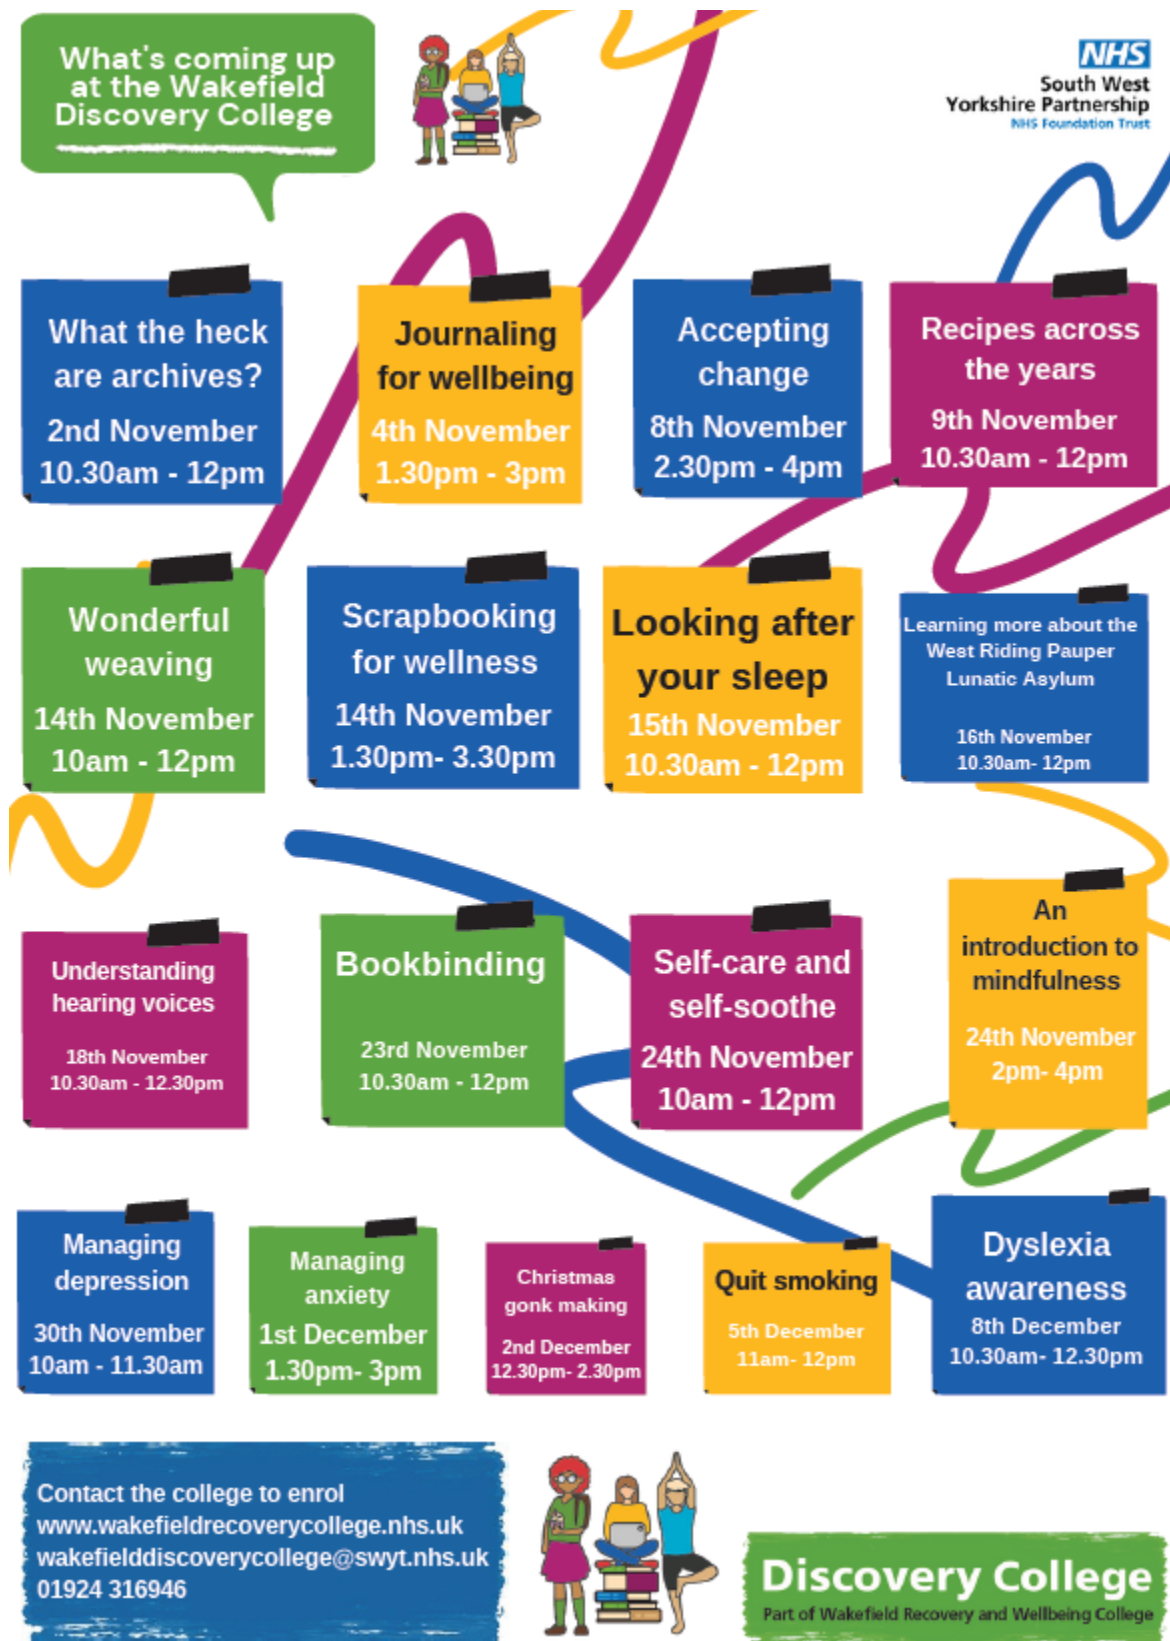 What's coming up
at the Wakefield
Discovery College
NHS
South West
Yorkshire Partnership
NHS Foundation Trust
What the heck
are archives?
2nd November
10.30am - 12pm
Journaling
for wellbeing
4th November
1.30pm - 3pm
Accepting
change
8th November
2.30pm - 4pm
Recipes across
the years
9th November
10.30am - 12pm
Wonderful
weaving
14th November
10am - 12pm
Scrapbooking
for wellness
14th November
1.30pm- 3.30pm
Looking after
your sleep
15th November
10.30am - 12pm
Learning more about the
West Riding Pauper
Lunatic Asylum
16th November
10.30am- 12pm
Understanding
hearing voices
18th November
10.30am - 12.30pm
Bookbinding
23rd November
10.30am - 12pm
Self-care and
self-soothe
24th November
10am - 12pm
An
introduction to
mindfulness
24th November
2pm- 4pm
Managing
depression
30th November
10am - 11.30am
Managing
anxiety
1st December
1.30pm- 3pm
Christmas
gonk making
2nd December
12.30pm- 2.30pm
Quit smoking
5th December
11am- 12pm
Dyslexia
awareness
8th December
10.30am- 12.30pm
Contact the college to enrol
www.wakefieldrecoverycollege.nhs.uk
wakefielddiscoverycollege@swyt.nhs.uk
01924 316946
Discovery College
Part of Wakefield Recovery and Wellbeing College